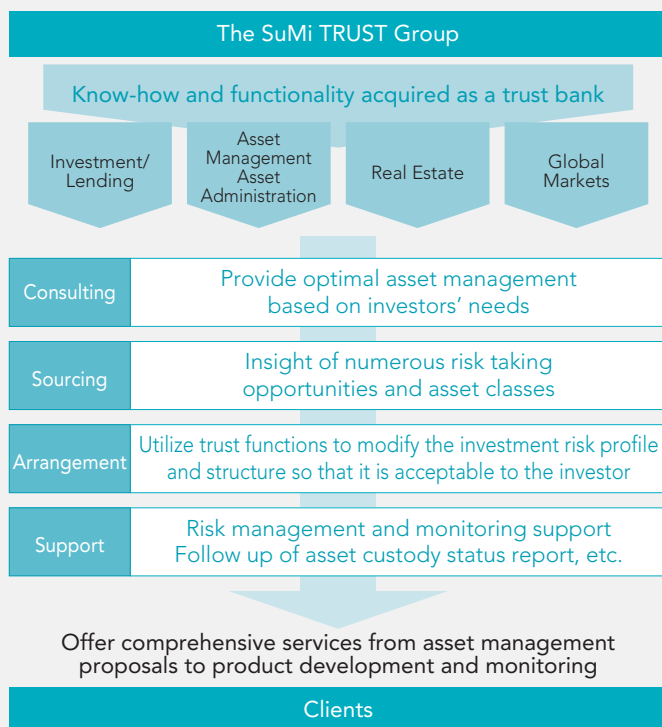 The SuMi TRUST Group
Know-how and functionality acquired as a trust bank
Investment/
Lending
Asset
Management
Asset
Administration
Real Estate
Global
Markets
Consulting
Provide optimal asset management
based on investors’ needs
Sourcing
Insight of numerous risk taking
opportunities and asset classes
Arrangement
Utilize trust functions to modify the investment risk profile
and structure so that it is acceptable to the investor
Support
Risk management and monitoring support
Follow up of asset custody status report, etc.
Offer comprehensive services from asset management
proposals to product development and monitoring
Clients